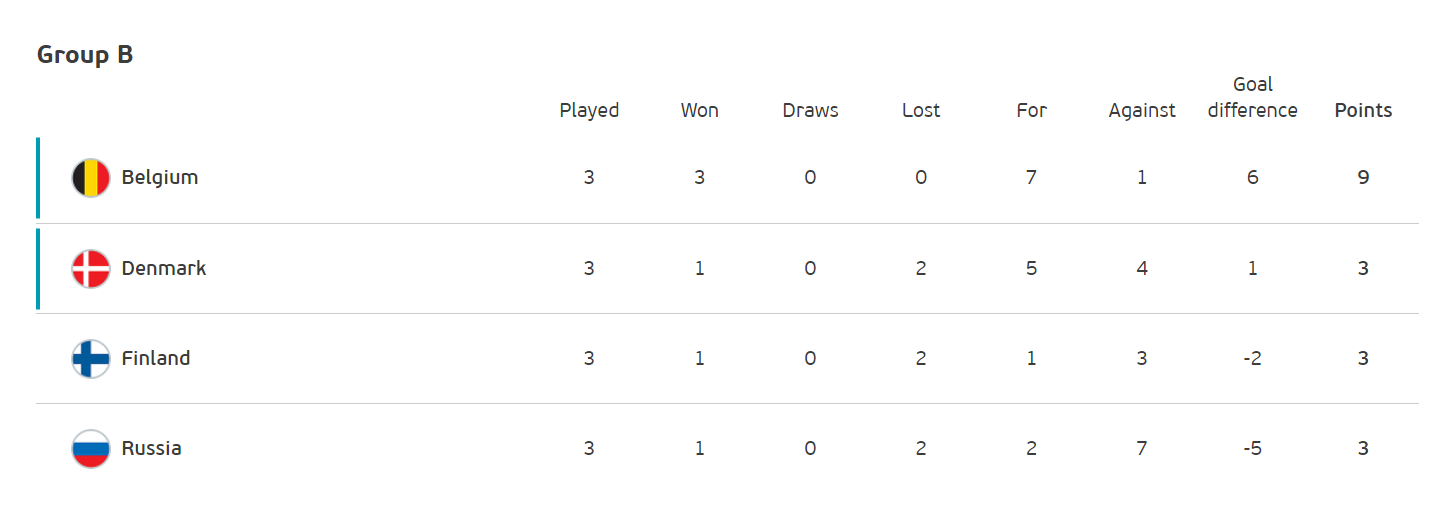 Group B
Played Won Draws Lost For Against Goal difference Points
Belgium 3 3 0 0 7 1 6 9
Denmark 3 1 0 2 5 4 1 3
Finland 3 1 0 2 1 3 -2 3
Russia 3 1 0 2 2 7 -5 3